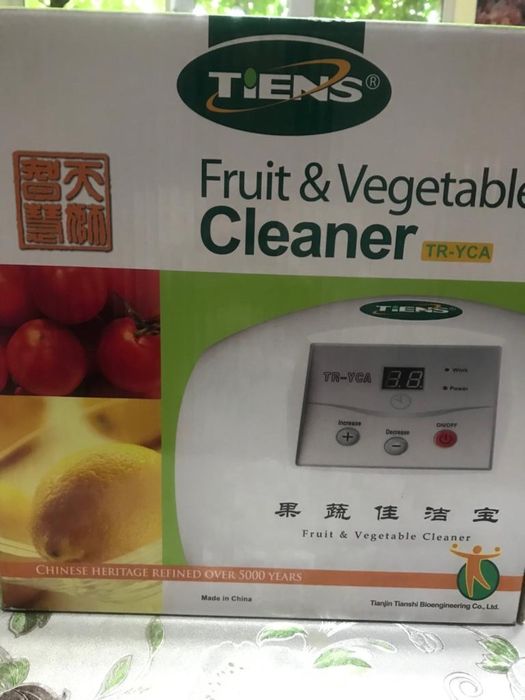 TIENS®
天狮
智慧
Fruit & Vegetable
Cleaner TR-YCA
TIENS
TR-YCA 38
Work
Power
Increase
Decrease
ON/OFF
果蔬佳洁宝
Fruit & Vegetable Cleaner
CHINESE HERITAGE REFINED OVER 5000 YEARS
Made in China
Tianjin Tianshi Bioengineering Co., Ltd.